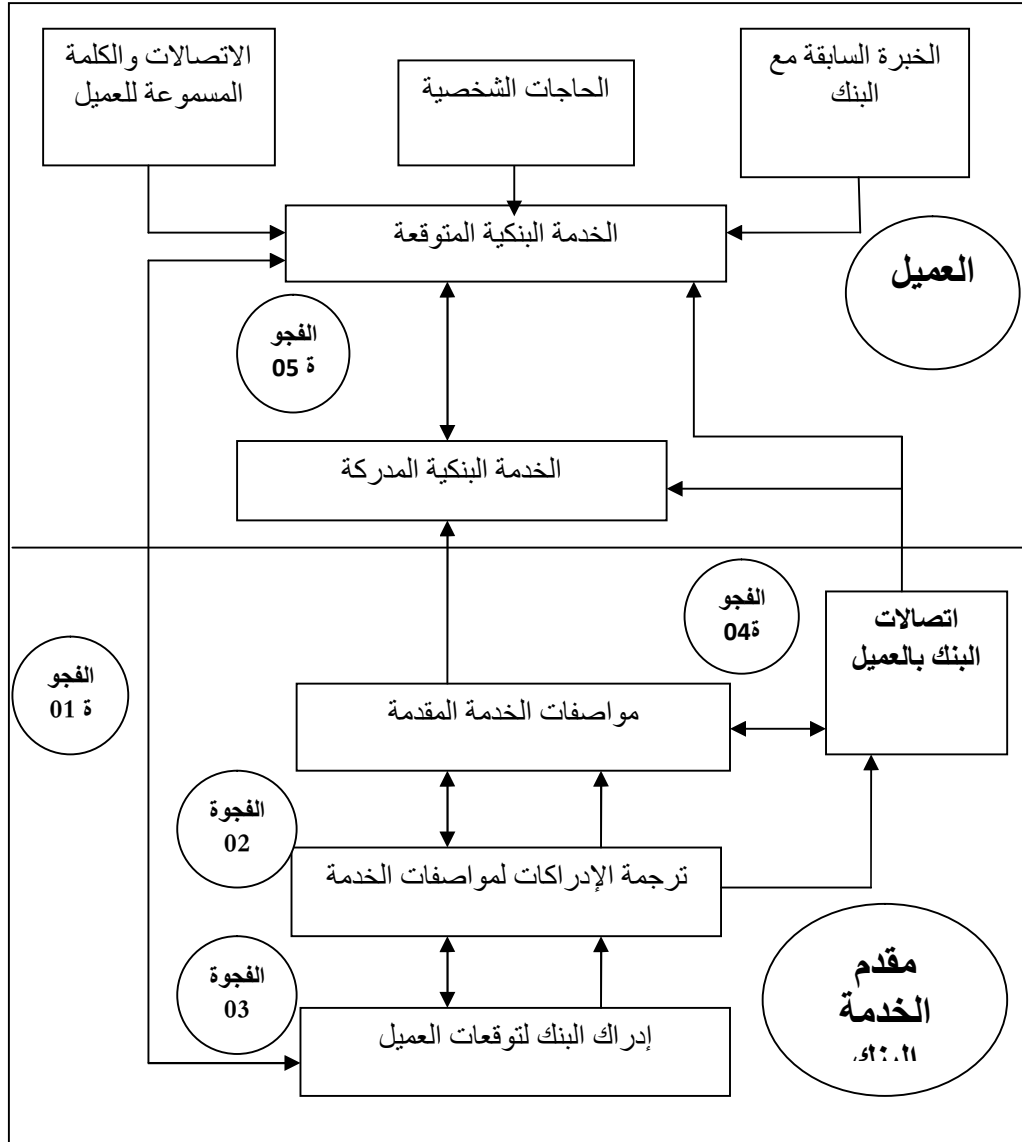 الخبرة السابقة مع
البنك
الحاجات الشخصية
الاتصالات والكلمة
المسموعة للعميل
الخدمة البنكية المتوقعة
العميل
الفجو
ة 05
الخدمة البنكية المدركة
الفجو
ة04
اتصالات
البنك بالعميل
الفجو
ة 01
مواصفات الخدمة المقدمة
الفجوة
02
ترجمة الإدراكات لمواصفات الخدمة
الفجوة
03
مقدم
الخدمة
البنك
إدراك البنك لتوقعات العميل